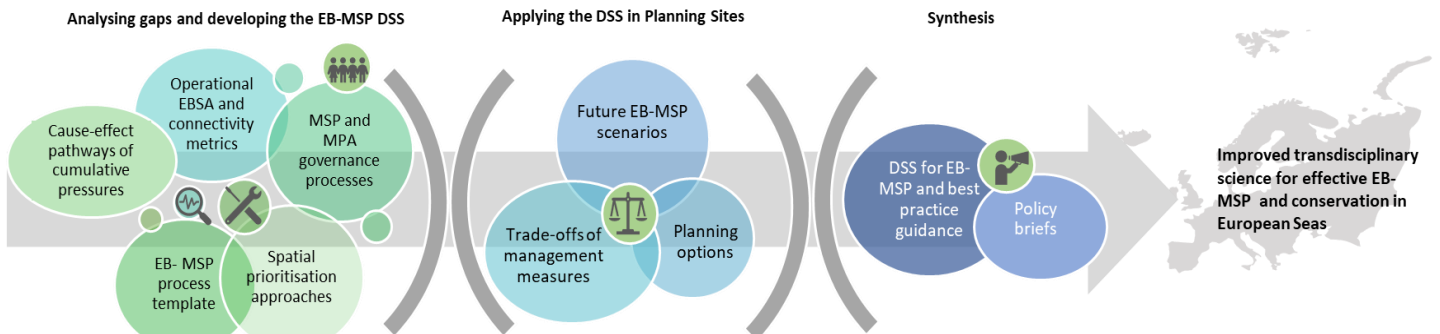 Analysing gaps and developing the EB-MSP DSS
Applying the DSS in Planning Sites
Synthesis
Operational
EBSA and
connectivity
metrics
Cause-effect
pathways of
cumulative
pressures
MSP and
MPA
governance
processes
EB- MSP
process
template
Spatial
prioritisation
approaches
Future EB-MSP
scenarios
Trade-offs of
management
measures
Planning
options
DSS for EB-
MSP and best
practice
guidance
Policy
briefs
Improved transdisciplinary
science for effective EB-
MSP and conservation in
European Seas